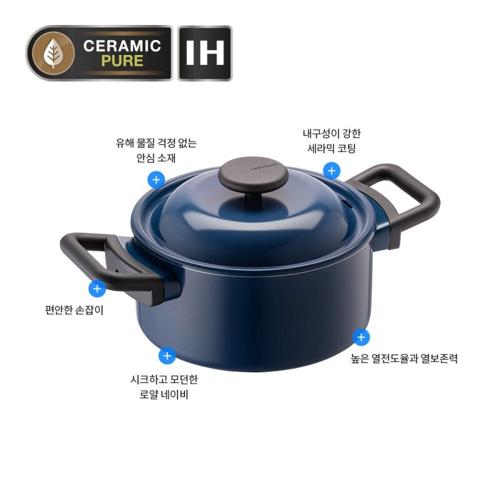 CERAMIC
PURE
IH
유해 물질 걱정 없는
안심 소재
내구성이 강한
세라믹 코팅
편안한 손잡이
높은 열전도율과 열보존력
시크하고 모던한
로얄 네이비